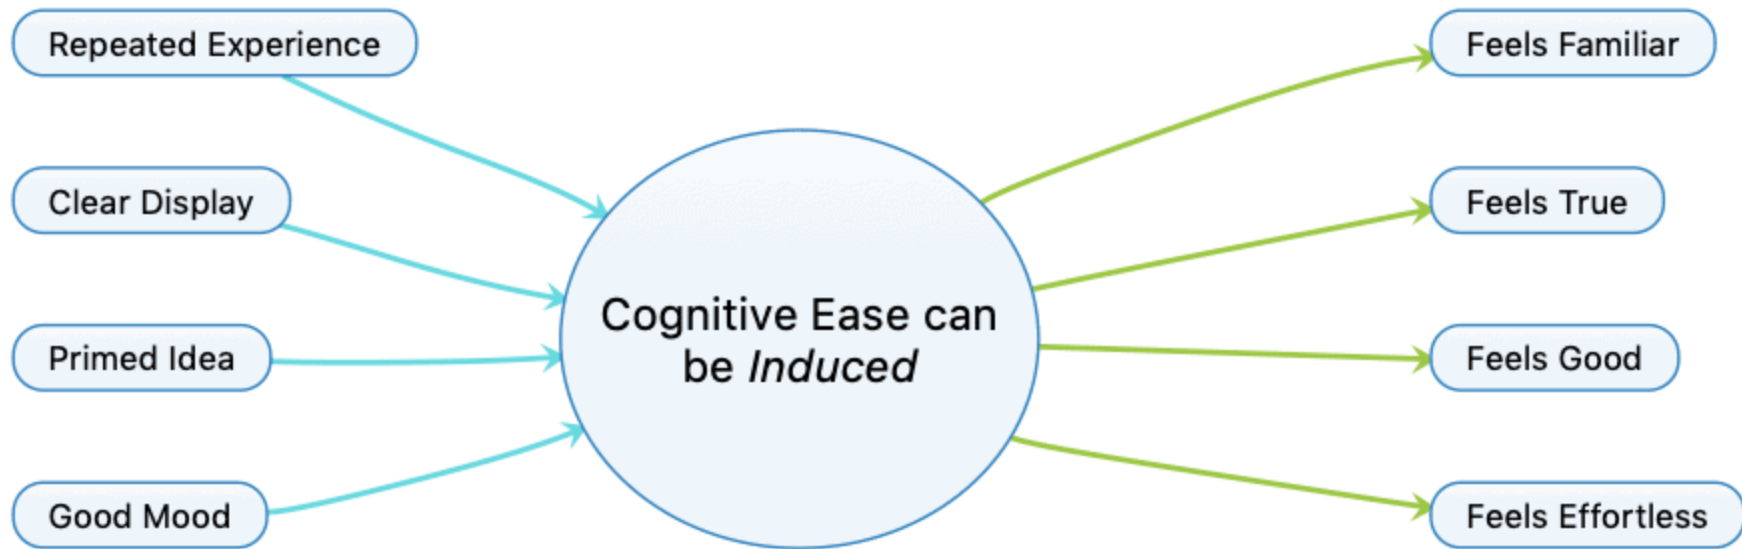 Repeated Experience
Clear Display
Primed Idea
Good Mood
Cognitive Ease can
be Induced
Feels Familiar
Feels True
Feels Good
Feels Effortless